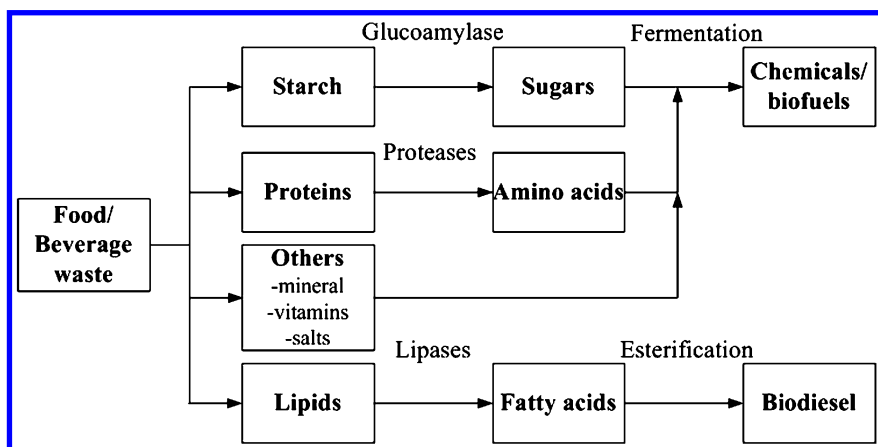 Glucoamylase
Fermentation
Starch
Sugars
Chemicals/
biofuels
Proteases
Proteins
Amino acids
Food/
Beverage
waste
Others
-mineral
-vitamins
-salts
Lipases
Esterification
Lipids
Fatty acids
Biodiesel